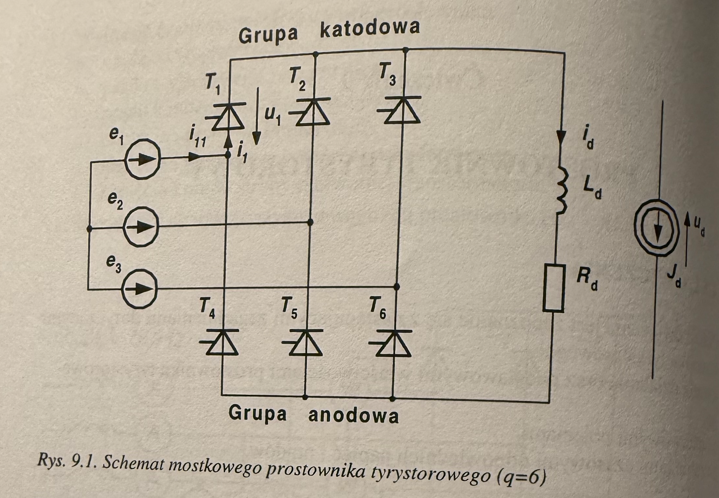 Grupa katodowa
T1
T2
T3
u1
e1
i11
i1
id
e2
Ld
ud
e3
Jd
Rd
T4
T5
T6
Grupa anodowa
Rys. 9.1. Schemat mostkowego prostownika tyrystorowego (q=6)